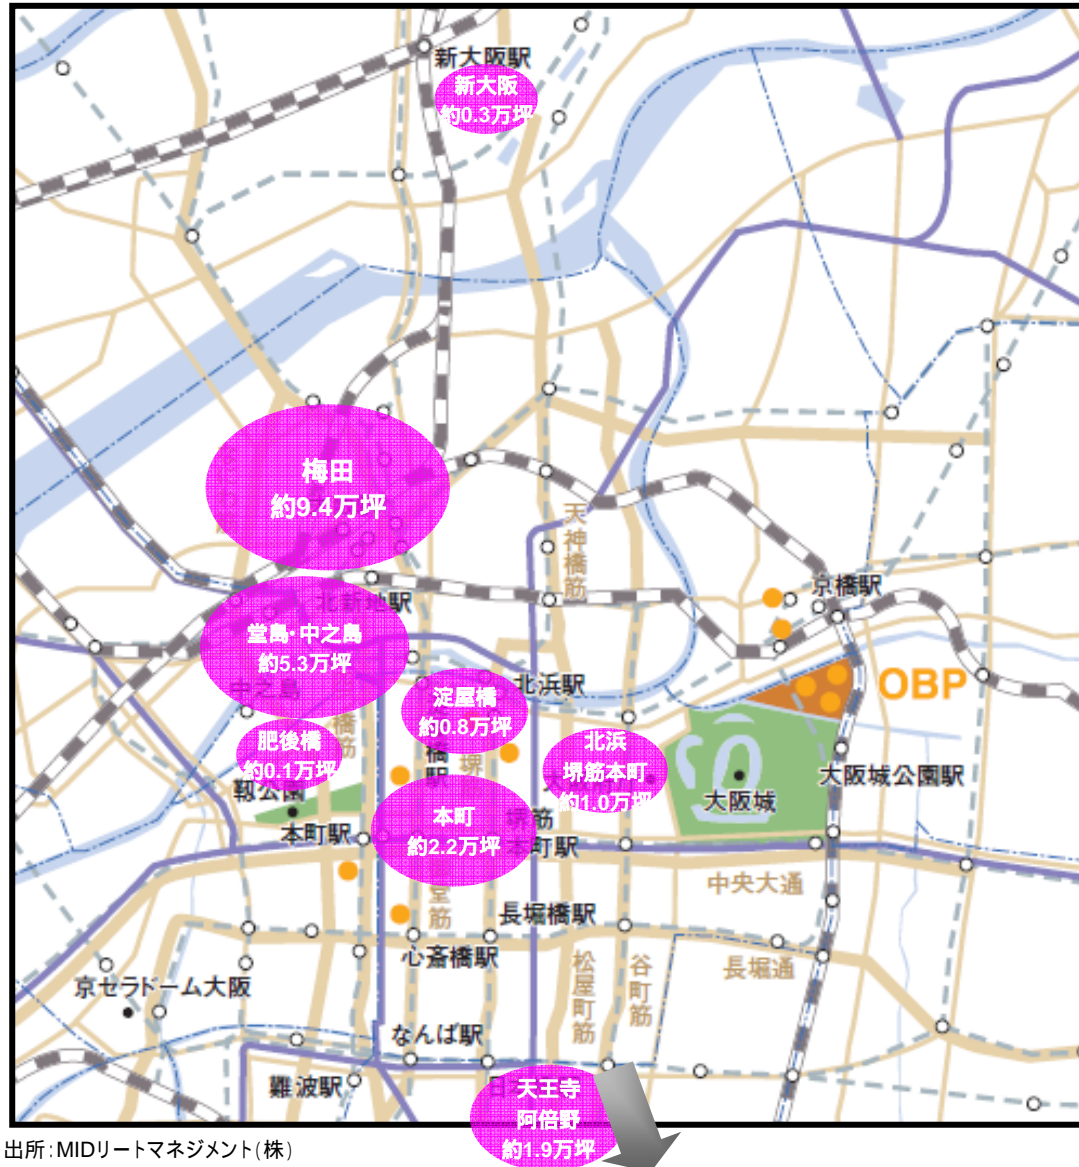 新大阪駅
新大阪
約0.3万坪
梅田
約9.4万坪
天神橋筋
京橋駅
北新地駅
堂島・中之島
約5.3万坪
中之島
OBP
北浜駅
淀屋橋
約0.8万坪
橋筋
肥後橋
約0.1万坪
橋駅
堺
北浜
堺筋本町
約1.0万坪
大阪城公園駅
大阪城
靱公園
本町
約2.2万坪
本町駅
堺筋
本町駅
中央大通
堂筋
長堀橋駅
心斎橋駅
長堀通
松屋町筋
谷町筋
京セラドーム大阪
なんば駅
難波駅
天王寺
阿倍野
約1.9万坪
出所:MIDリートマネジメント(株)